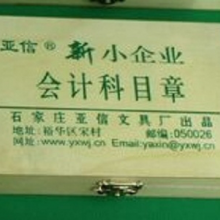 亚信® 新小企业
会计科目章
石家庄亚信文具厂出品
地址:裕华区宋村 邮编:050026
网址:www.yxwj.cn Email:yaxin@yxwj.cn